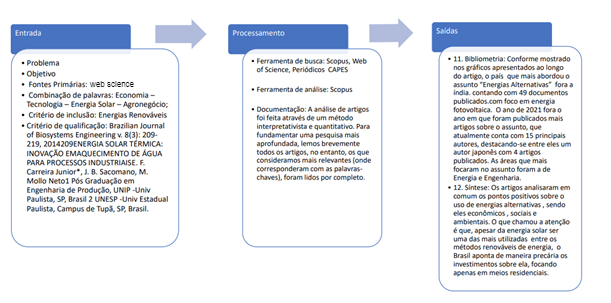 Entrada
• Problema
• Objetivo
• Fontes Primárias: web science
• Combinação de palavras: Economia –
Tecnologia – Energia Solar – Agronegócio;
• Critério de inclusão: Energias Renováveis
• Critério de qualificação: Brazilian Journal
of Biosystems Engineering v. 8(3): 209-
219, 2014209ENERGIA SOLAR TÉRMICA:
INOVAÇÃO EMAQUECIMENTO DE ÁGUA
PARA PROCESSOS INDUSTRIAISE. F.
Carreira Junior*, J. B. Sacomano, M.
Mollo Neto1 Pós Graduação em
Engenharia de Produção, UNIP -Univ
Paulista, SP, Brasil 2 UNESP -Univ Estadual
Paulista, Campus de Tupã, SP, Brasil.
Processamento
• Ferramenta de busca: Scopus, Web
of Science, Periódicos CAPES
• Ferramenta de análise: Scopus
• Documentação: A análise de artigos
foi feita através de um método
interpretativista e quantitativo. Para
fundamentar uma pesquisa mais
aprofundada, lemos brevemente
todos os artigos, no entanto, os que
consideramos mais relevantes (onde
corresponderam com as palavras-
chaves), foram lidos por completo.
Saídas
• 11. Bibliometria: Conforme mostrado
nos gráficos apresentados ao longo
do artigo, o país que mais abordou o
assunto "Energias Alternativas" fora a
índia. contando com 49 documentos
publicados.com foco em energia
fotovoltaica. O ano de 2021 fora o
ano em que foram publicados mais
artigos sobre o assunto, que
atualmente conta com 15 principais
autores, destacando-se entre eles um
autor japonês com 4 artigos
publicados. As áreas que mais
focaram no assunto foram a de
Energia e Engenharia.
• 12. Síntese: Os artigos analisaram em
comum os pontos positivos sobre o
uso de energias alternativas , sendo
eles econômicos , sociais e
ambientais. O que chamou a atenção
é que, apesar da energia solar ser
uma das mais utilizadas entre os
métodos renováveis de energia, o
Brasil aponta de maneira precária os
investimentos sobre ela, focando
apenas em meios residenciais.